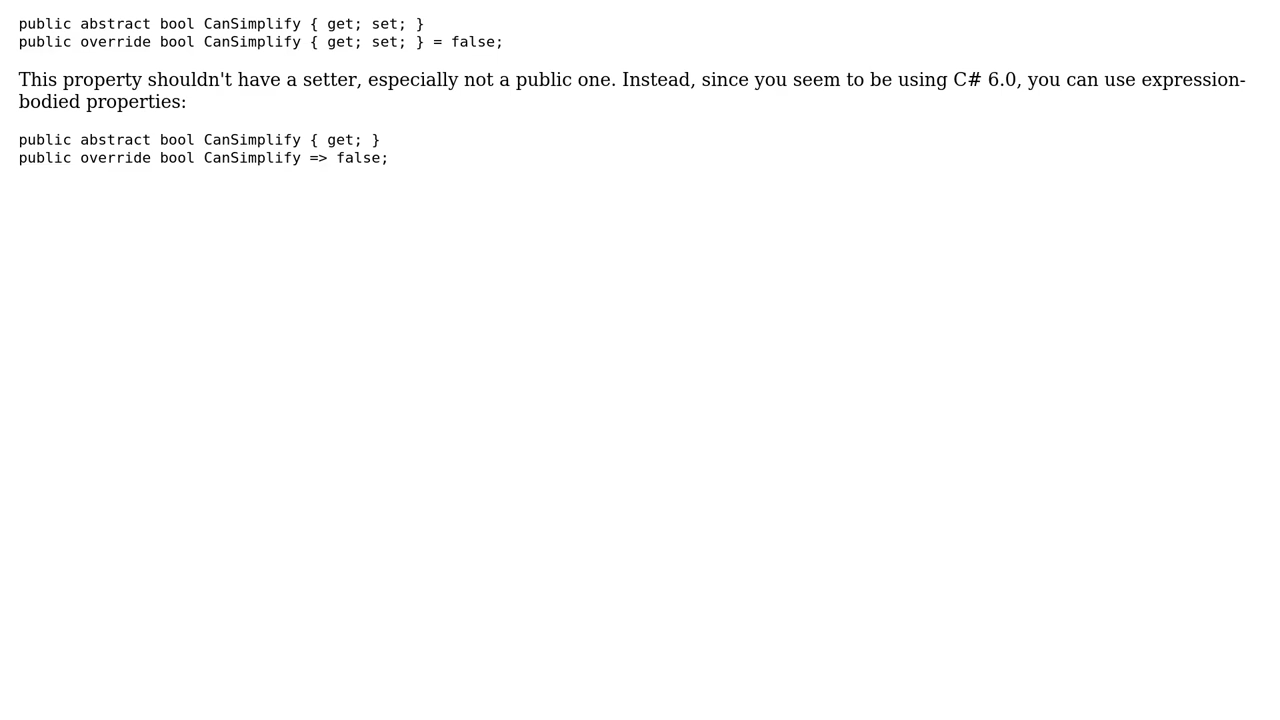 public abstract bool CanSimplify { get; set; }
public override bool CanSimplify { get; set; } = false;
This property shouldn't have a setter, especially not a public one. Instead, since you seem to be using C# 6.0, you can use expression-
bodied properties:
public abstract bool CanSimplify { get; }
public override bool CanSimplify => false;